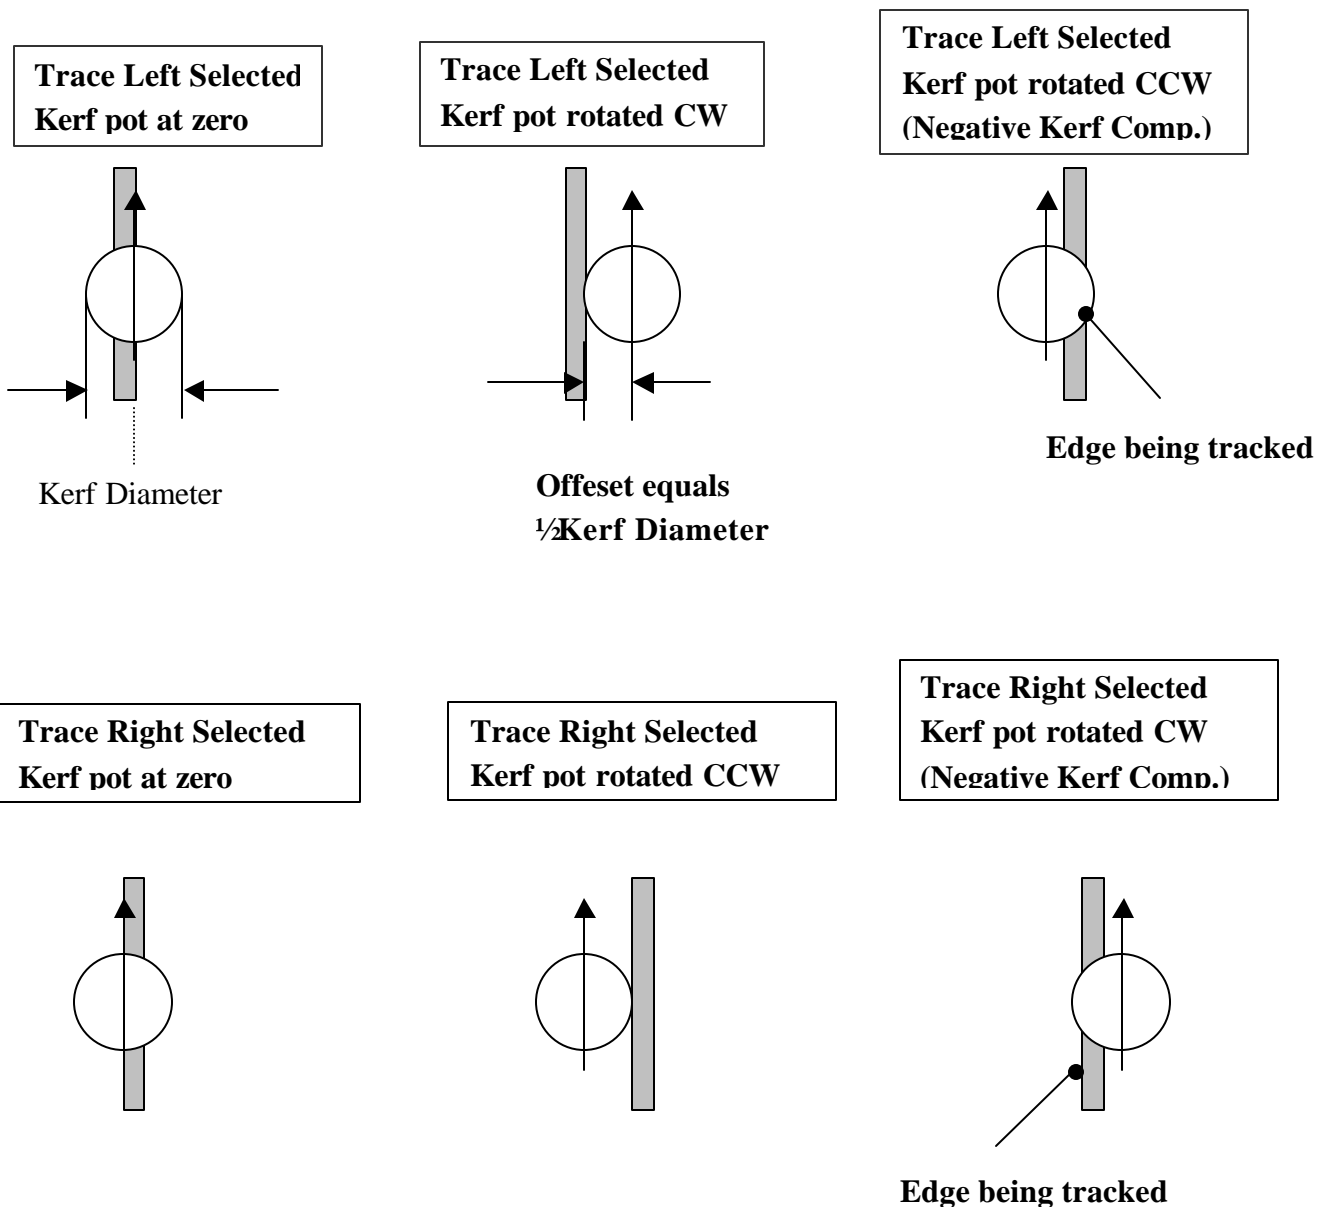 Trace Left Selected
Kerf pot at zero
Trace Left Selected
Kerf pot rotated CW
Trace Left Selected
Kerf pot rotated CCW
(Negative Kerf Comp.)
Kerf Diameter
Offeset equals
½Kerf Diameter
Edge being tracked
Trace Right Selected
Kerf pot at zero
Trace Right Selected
Kerf pot rotated CCW
Trace Right Selected
Kerf pot rotated CW
(Negative Kerf Comp.)
Edge being tracked